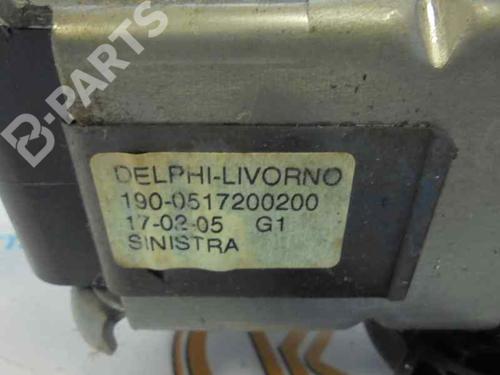 B-PARTS
DELPHI-LIVORNO
190-0517200200
17-02-05 G1
SINISTRA